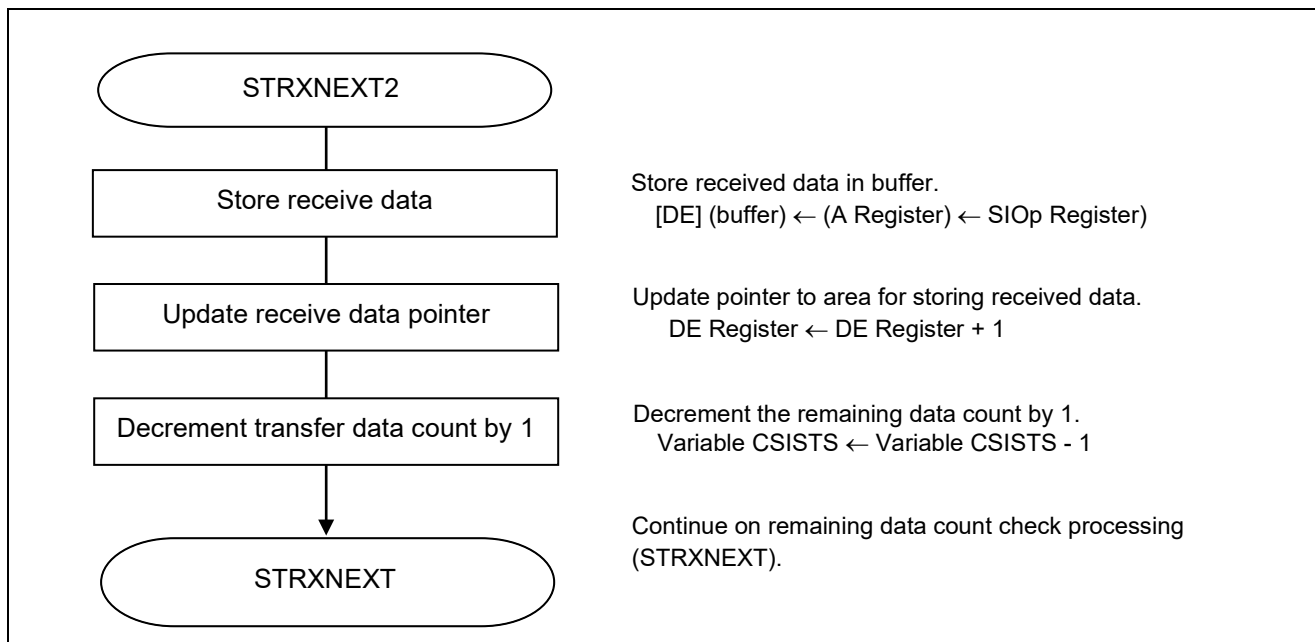 STRXNEXT2
Store receive data
Store received data in buffer.
[DE] (buffer) ← (A Register) ← SIOp Register)
Update receive data pointer
Update pointer to area for storing received data.
DE Register ← DE Register + 1
Decrement transfer data count by 1
Decrement the remaining data count by 1.
Variable CSISTS ← Variable CSISTS - 1
STRXNEXT
Continue on remaining data count check processing
(STRXNEXT).